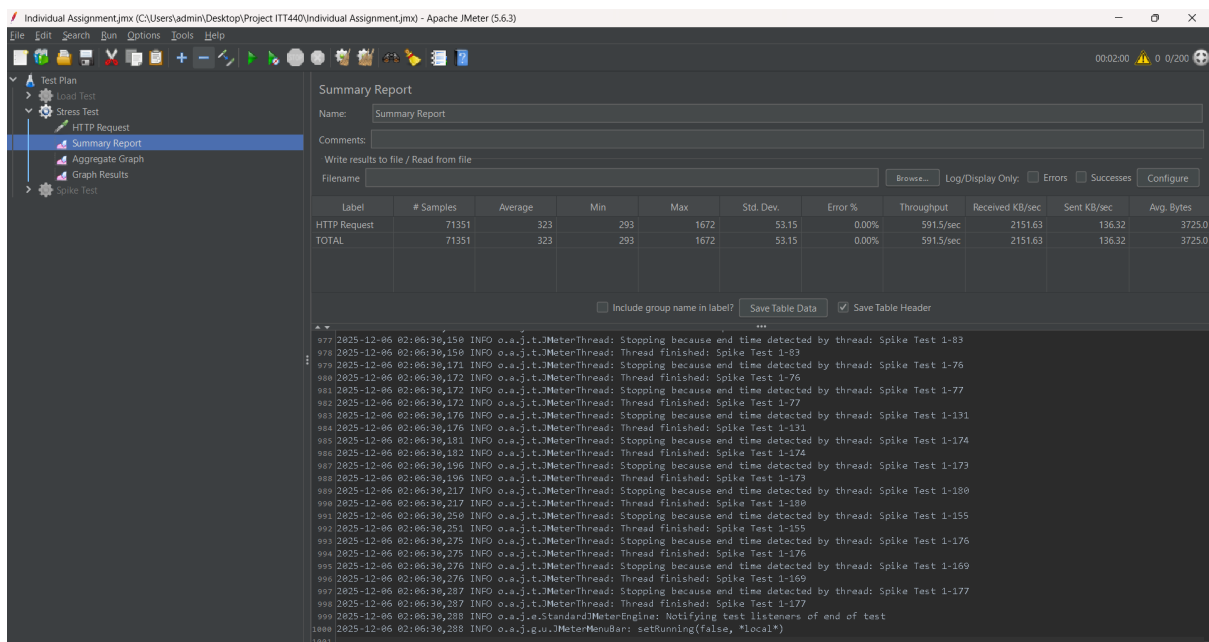 Individual Assignment.jmx (C:\Users\admin\Desktop\Project ITT440\Individual Assignment.jmx) - Apache JMeter (5.6.3)
File Edit Search Run Options Tools Help
00:02:00 0 0/200
Test Plan
Load Test
Stress Test
HTTP Request
Summary Report
Aggregate Graph
Graph Results
Spike Test
Summary Report
Name: Summary Report
Comments:
Write results to file / Read from file
Filename Browse... Log/Display Only: Errors Successes Configure
Label # Samples Average Min Max Std. Dev. Error % Throughput Received KB/sec Sent KB/sec Avg. Bytes
HTTP Request 71351 323 293 1672 53.15 0.00% 591.5/sec 2151.63 136.32 3725.0
TOTAL 71351 323 293 1672 53.15 0.00% 591.5/sec 2151.63 136.32 3725.0
Include group name in label? Save Table Data Save Table Header
977 2025-12-06 02:06:30,150 INFO o.a.j.t.JMeterThread: Stopping because end time detected by thread: Spike Test 1-83
978 2025-12-06 02:06:30,150 INFO o.a.j.t.JMeterThread: Thread finished: Spike Test 1-83
979 2025-12-06 02:06:30,171 INFO o.a.j.t.JMeterThread: Stopping because end time detected by thread: Spike Test 1-76
980 2025-12-06 02:06:30,172 INFO o.a.j.t.JMeterThread: Thread finished: Spike Test 1-76
981 2025-12-06 02:06:30,172 INFO o.a.j.t.JMeterThread: Stopping because end time detected by thread: Spike Test 1-77
982 2025-12-06 02:06:30,172 INFO o.a.j.t.JMeterThread: Thread finished: Spike Test 1-77
983 2025-12-06 02:06:30,176 INFO o.a.j.t.JMeterThread: Stopping because end time detected by thread: Spike Test 1-131
984 2025-12-06 02:06:30,176 INFO o.a.j.t.JMeterThread: Thread finished: Spike Test 1-131
985 2025-12-06 02:06:30,181 INFO o.a.j.t.JMeterThread: Stopping because end time detected by thread: Spike Test 1-174
986 2025-12-06 02:06:30,182 INFO o.a.j.t.JMeterThread: Thread finished: Spike Test 1-174
987 2025-12-06 02:06:30,196 INFO o.a.j.t.JMeterThread: Stopping because end time detected by thread: Spike Test 1-173
988 2025-12-06 02:06:30,196 INFO o.a.j.t.JMeterThread: Thread finished: Spike Test 1-173
989 2025-12-06 02:06:30,217 INFO o.a.j.t.JMeterThread: Stopping because end time detected by thread: Spike Test 1-180
990 2025-12-06 02:06:30,217 INFO o.a.j.t.JMeterThread: Thread finished: Spike Test 1-180
991 2025-12-06 02:06:30,250 INFO o.a.j.t.JMeterThread: Stopping because end time detected by thread: Spike Test 1-155
992 2025-12-06 02:06:30,251 INFO o.a.j.t.JMeterThread: Thread finished: Spike Test 1-155
993 2025-12-06 02:06:30,275 INFO o.a.j.t.JMeterThread: Stopping because end time detected by thread: Spike Test 1-176
994 2025-12-06 02:06:30,275 INFO o.a.j.t.JMeterThread: Thread finished: Spike Test 1-176
995 2025-12-06 02:06:30,276 INFO o.a.j.t.JMeterThread: Stopping because end time detected by thread: Spike Test 1-169
996 2025-12-06 02:06:30,276 INFO o.a.j.t.JMeterThread: Thread finished: Spike Test 1-169
997 2025-12-06 02:06:30,287 INFO o.a.j.t.JMeterThread: Stopping because end time detected by thread: Spike Test 1-177
998 2025-12-06 02:06:30,287 INFO o.a.j.t.JMeterThread: Thread finished: Spike Test 1-177
999 2025-12-06 02:06:30,288 INFO o.a.j.e.StandardJMeterEngine: Notifying test listeners of end of test
1000 2025-12-06 02:06:30,288 INFO o.a.j.g.u.JMeterMenuBar: setRunning(false, *local*)
1001